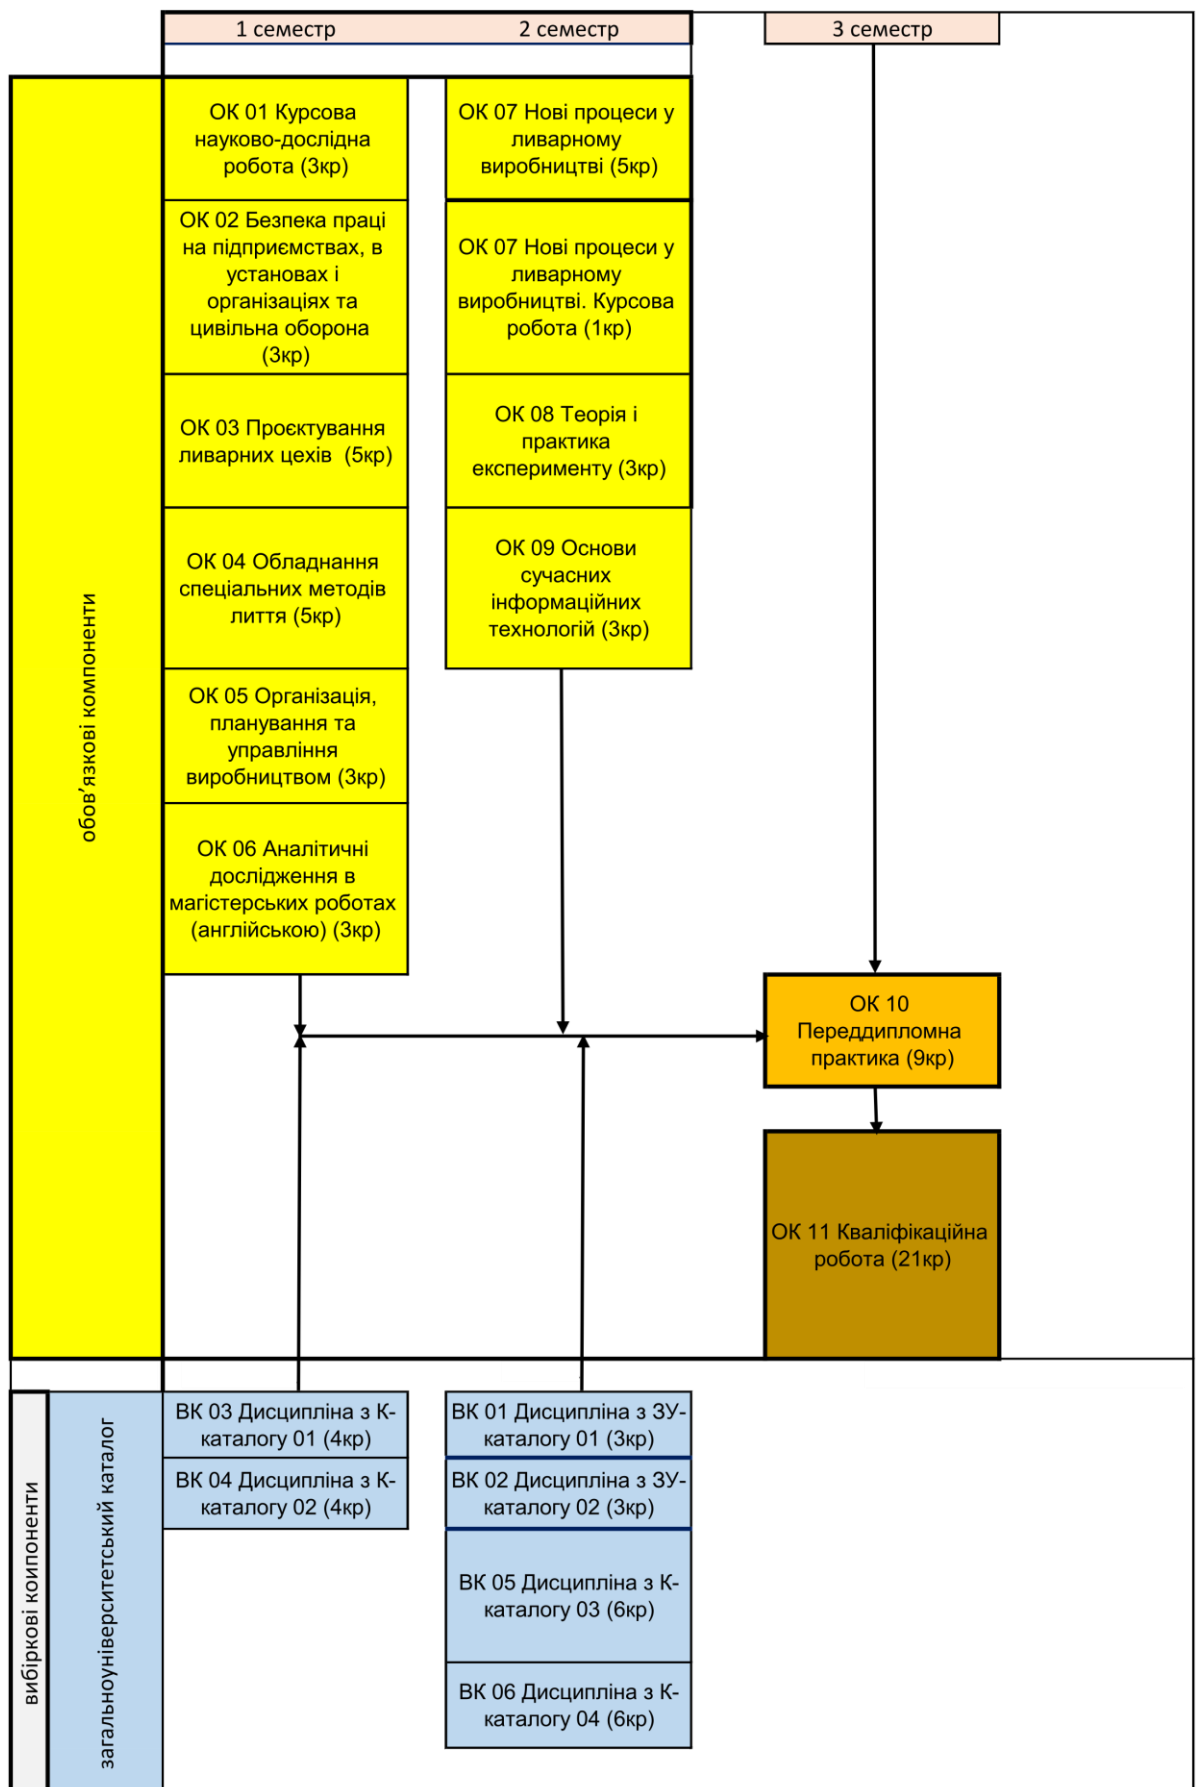 1 семестр
2 семестр
3 семестр
обов’язкові компоненти
ОК 01 Курсова
науково-дослідна
робота (3кр)
ОК 02 Безпека праці
на підприємствах, в
установах і
організаціях та
цивільна оборона
(3кр)
ОК 03 Проєктування
ливарних цехів  (5кр)
ОК 04 Обладнання
спеціальних методів
лиття (5кр)
ОК 05 Організація,
планування та
управління
виробництвом (3кр)
ОК 06 Аналітичні
дослідження в
магістерських роботах
(англійською) (3кр)
ОК 07 Нові процеси у
ливарному
виробництві (5кр)
ОК 07 Нові процеси у
ливарному
виробництві. Курсова
робота (1кр)
ОК 08 Теорія і
практика
експерименту (3кр)
ОК 09 Основи
сучасних
інформаційних
технологій (3кр)
ОК 10
Переддипломна
практика (9кр)
ОК 11 Кваліфікаційна
робота (21кр)
вибіркові коипоненти
загальноуніверситетський каталог
ВК 03 Дисципліна з К-
каталогу 01 (4кр)
ВК 04 Дисципліна з К-
каталогу 02 (4кр)
ВК 01 Дисципліна з ЗУ-
каталогу 01 (3кр)
ВК 02 Дисципліна з ЗУ-
каталогу 02 (3кр)
ВК 05 Дисципліна з К-
каталогу 03 (6кр)
ВК 06 Дисципліна з К-
каталогу 04 (6кр)